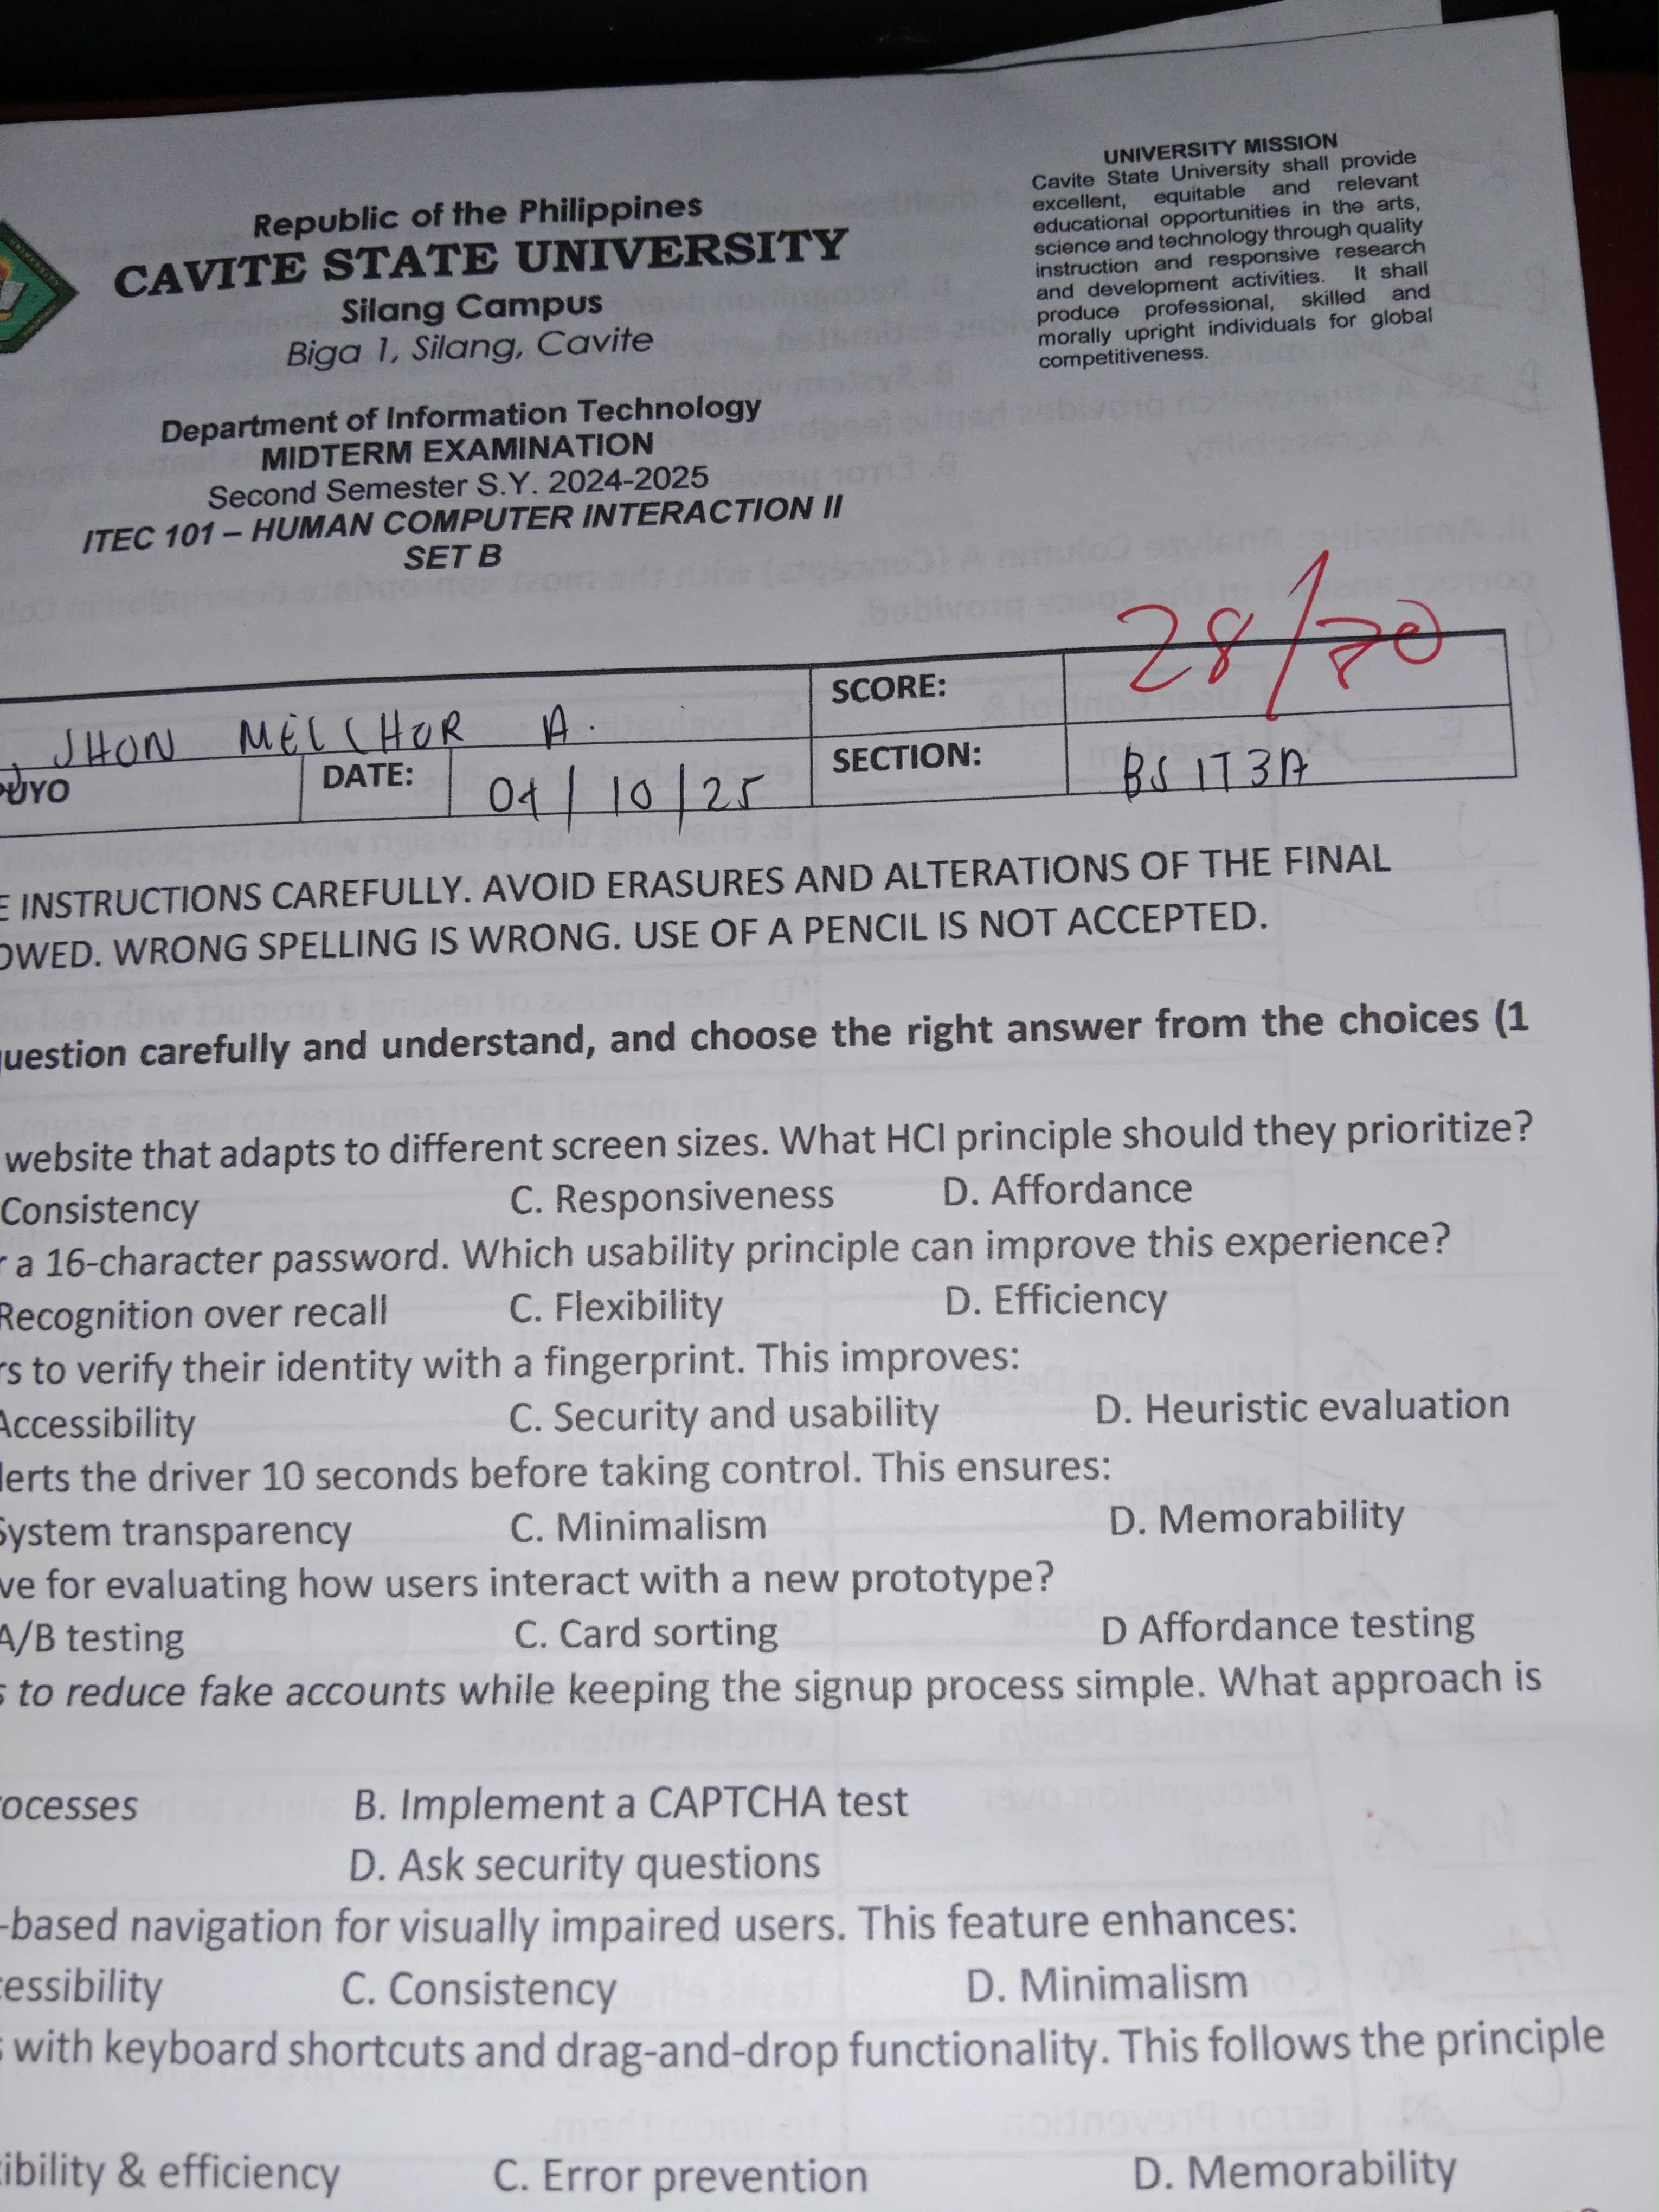 UNIVERSITY MISSION
Cavite State University shall provide
excellent, equitable and relevant
educational opportunities in the arts,
science and technology through quality
instruction and responsive research
and development activities. It shall
produce professional, skilled and
morally upright individuals for global
competitiveness.
Republic of the Philippines
CAVITE STATE UNIVERSITY
Silang Campus
Biga 1, Silang, Cavite
Department of Information Technology
MIDTERM EXAMINATION
Second Semester S.Y. 2024-2025
ITEC 101 – HUMAN COMPUTER INTERACTION II
SET B
, JHON MELCHOR A. SCORE: 28/70
UYO DATE: 04/10/25 SECTION: BSIT3A
E INSTRUCTIONS CAREFULLY. AVOID ERASURES AND ALTERATIONS OF THE FINAL
OWED. WRONG SPELLING IS WRONG. USE OF A PENCIL IS NOT ACCEPTED.
uestion carefully and understand, and choose the right answer from the choices (1
website that adapts to different screen sizes. What HCI principle should they prioritize?
Consistency C. Responsiveness D. Affordance
r a 16-character password. Which usability principle can improve this experience?
Recognition over recall C. Flexibility D. Efficiency
rs to verify their identity with a fingerprint. This improves:
Accessibility C. Security and usability D. Heuristic evaluation
lerts the driver 10 seconds before taking control. This ensures:
System transparency C. Minimalism D. Memorability
ve for evaluating how users interact with a new prototype?
A/B testing C. Card sorting D Affordance testing
s to reduce fake accounts while keeping the signup process simple. What approach is
ocesses B. Implement a CAPTCHA test
D. Ask security questions
-based navigation for visually impaired users. This feature enhances:
cessibility C. Consistency D. Minimalism
s with keyboard shortcuts and drag-and-drop functionality. This follows the principle
ibility & efficiency C. Error prevention D. Memorability